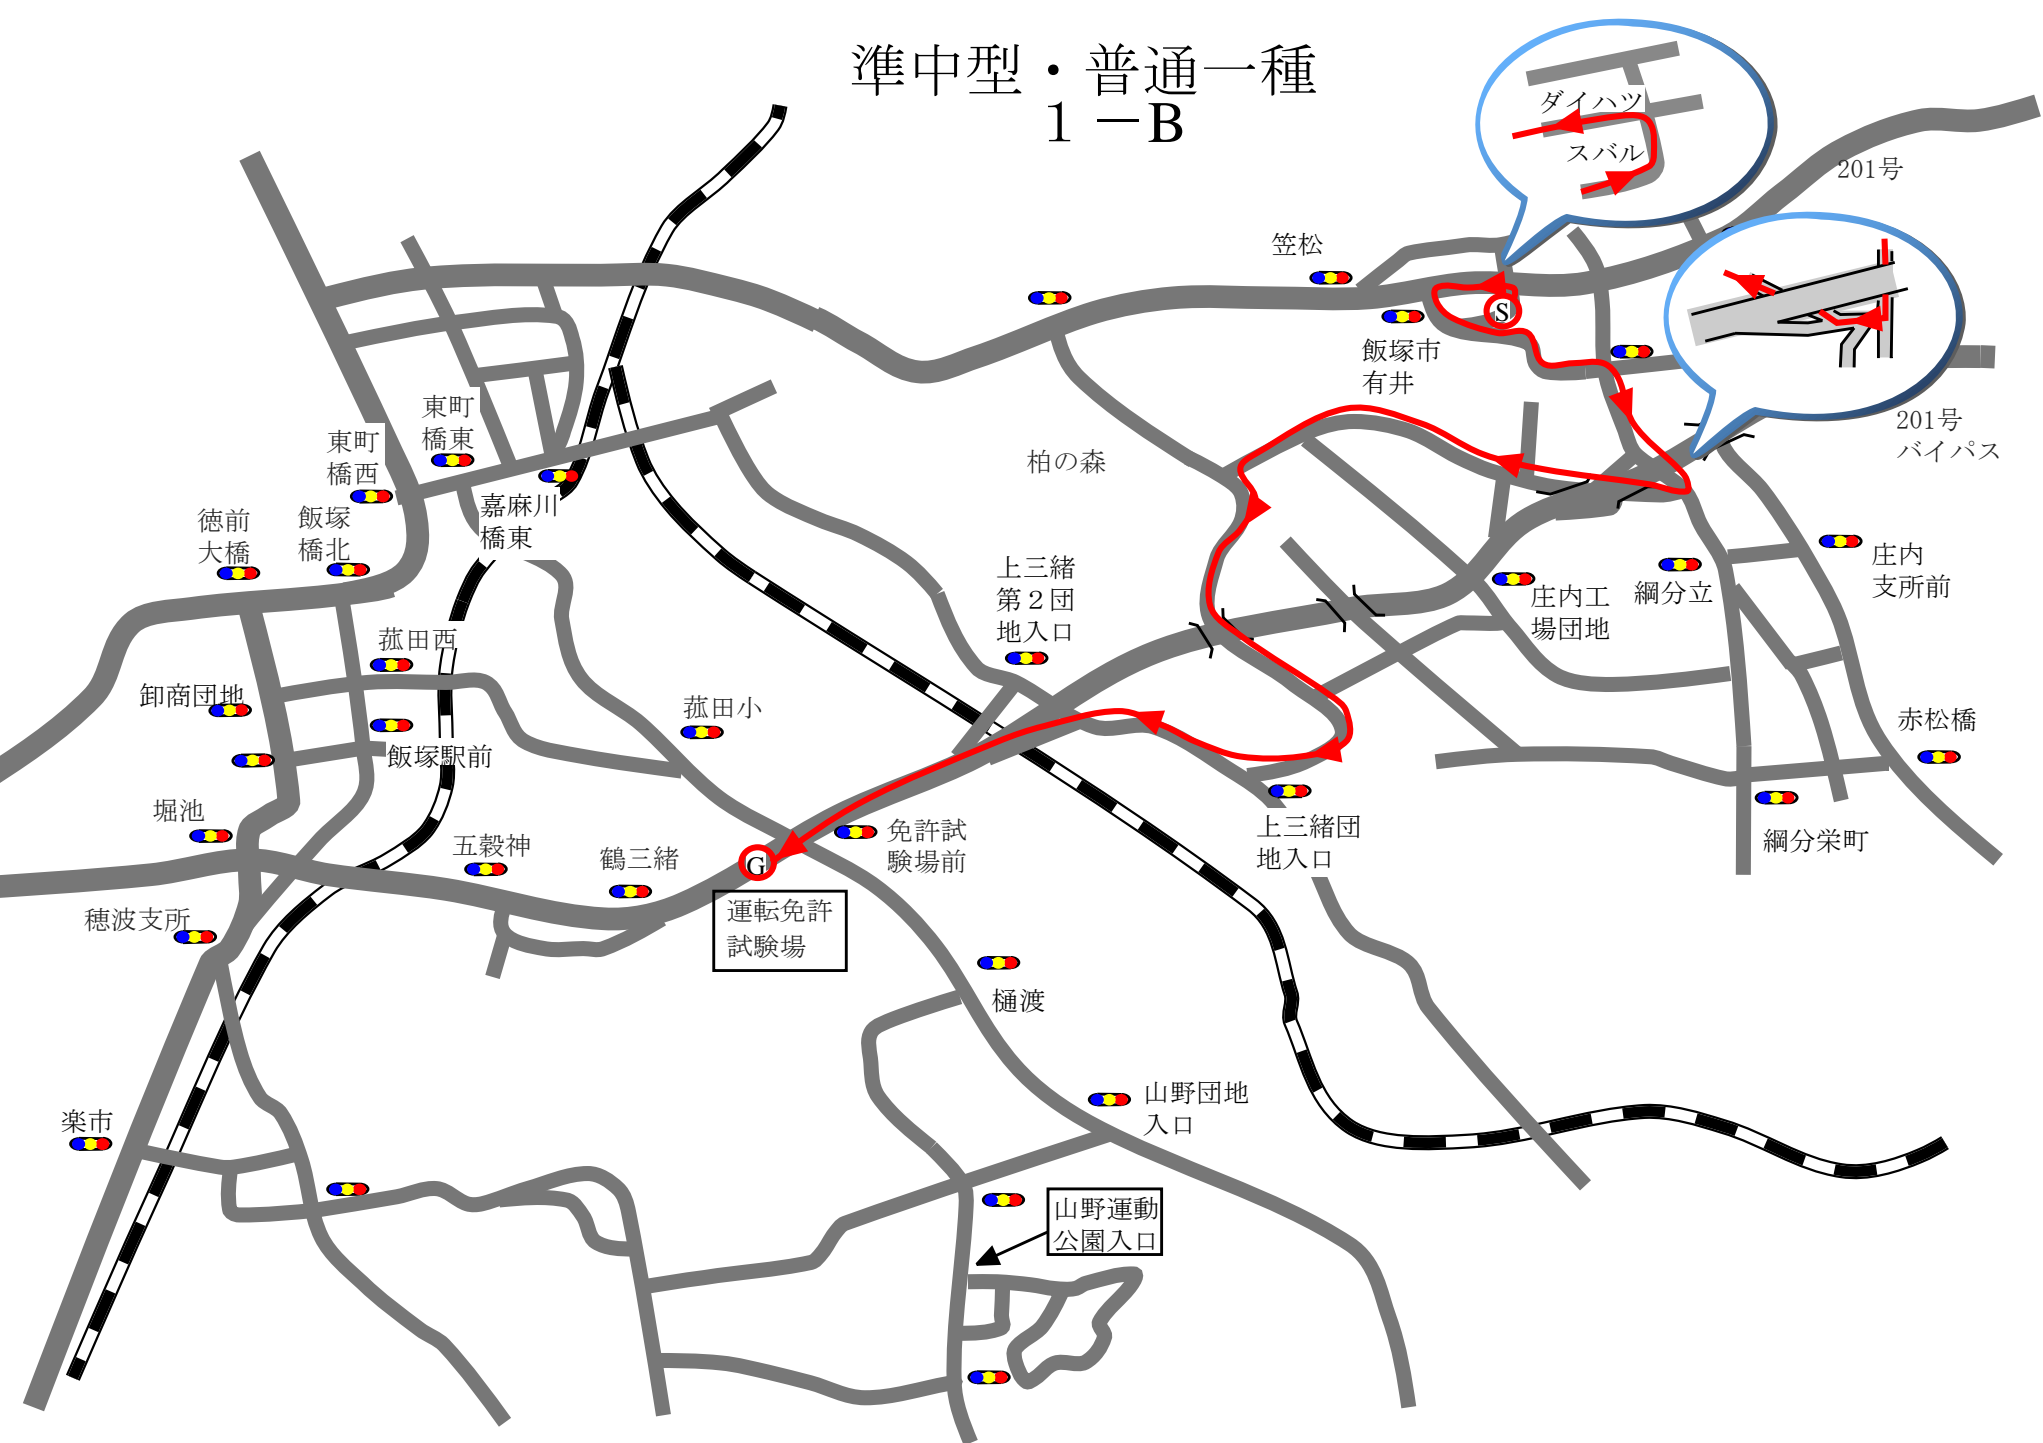 準中型・普通一種
１－B
ダイハツ
スバル
201号
笠松
飯塚市
有井
201号
バイパス
東町
橋東
東町
橋西
柏の森
嘉麻川
橋東
徳前
大橋
飯塚
橋北
上三緒
第２団
地入口
庄内工
場団地
綱分立
庄内
支所前
菰田西
卸商団地
菰田小
赤松橋
飯塚駅前
堀池
五穀神
鶴三緒
免許試
験場前
上三緒団
地入口
綱分栄町
S
G
運転免許
試験場
穂波支所
樋渡
山野団地
入口
楽市
山野運動
公園入口